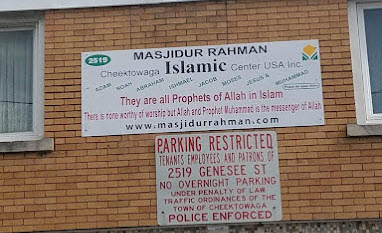 2519
MASJIDUR RAHMAN
Cheektowaga Islamic Center USA Inc.
ADAM NOAH ABRAHAM ISHMAEL JACOB MOSES JESUS & MUHAMMAD
They are all Prophets of Allah in Islam
There is none worthy of worship but Allah and Prophet Muhammad is the messenger of Allah
www.masjidurrahman.com
PARKING RESTRICTED
TENANTS EMPLOYEES AND PATRONS OF
2519 GENESEE ST.
NO OVERNIGHT PARKING
UNDER PENALTY OF LAW
TRAFFIC ORDINANCES OF THE
TOWN OF CHEEKTOWAGA
POLICE ENFORCED